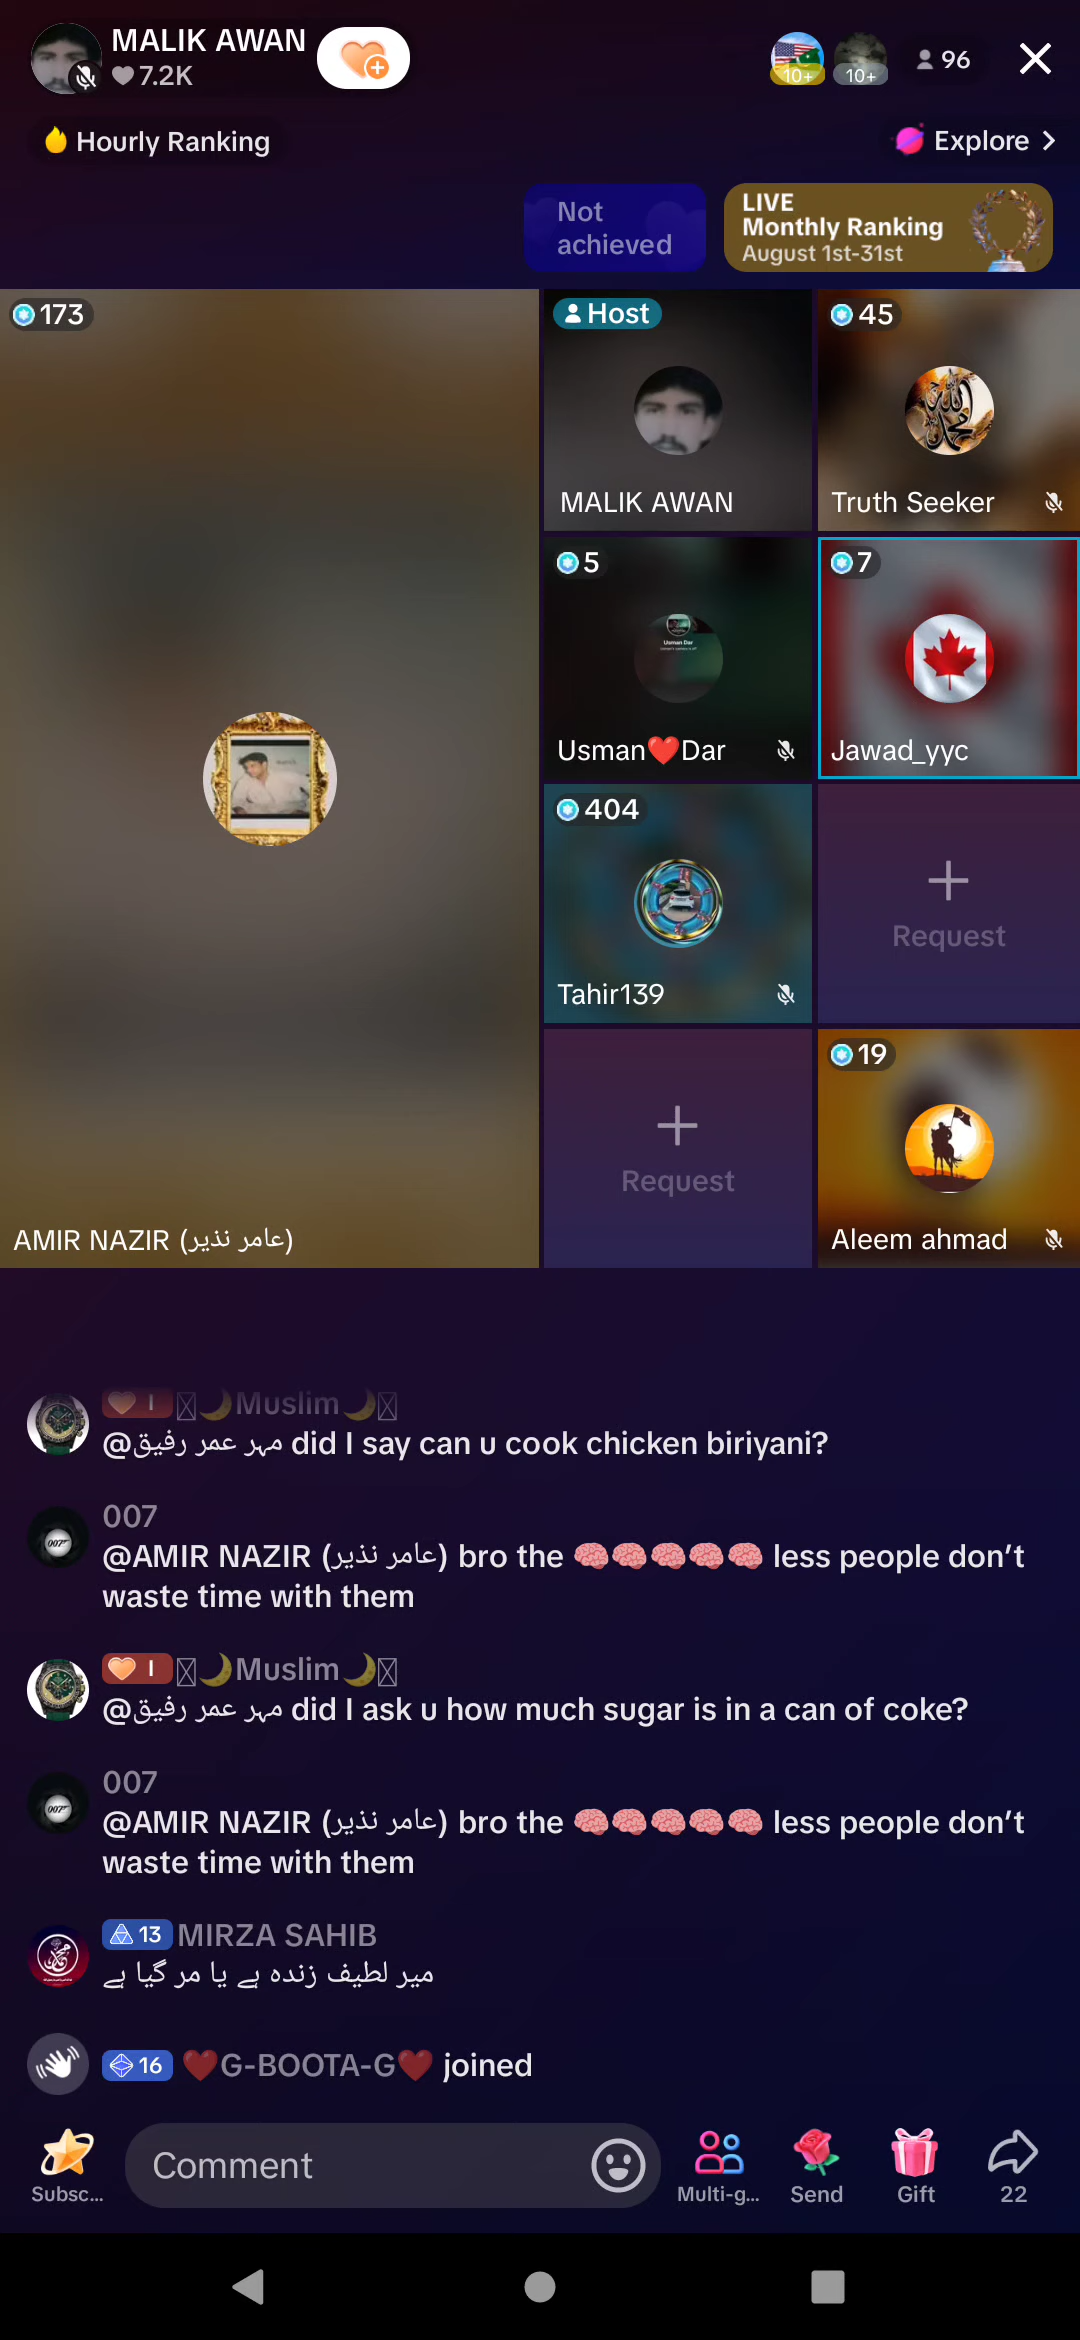 MALIK AWAN
7.2K
10+
10+
96
Hourly Ranking
Explore
Not
achieved
LIVE
Monthly Ranking
August 1st-31st
173
Host
45
MALIK AWAN
Truth Seeker
5
7
Usman Dar
Usman❤️Dar
Jawad_yyc
404
Request
Tahir139
19
Request
AMIR NAZIR (عامر نذیر)
Aleem ahmad
I 🌙Muslim🌙
@مہر عمر رفیق did I say can u cook chicken biriyani?
007
007
@AMIR NAZIR (عامر نذیر) bro the 🧠🧠🧠🧠🧠 less people don’t
waste time with them
I 🌙Muslim🌙
@مہر عمر رفیق did I ask u how much sugar is in a can of coke?
007
007
@AMIR NAZIR (عامر نذیر) bro the 🧠🧠🧠🧠🧠 less people don’t
waste time with them
13 MIRZA SAHIB
میر لطیف زندہ ہے یا مر گیا ہے
16 ❤️G-BOOTA-G❤️ joined
Comment
Subsc...
Multi-g...
Send
Gift
22